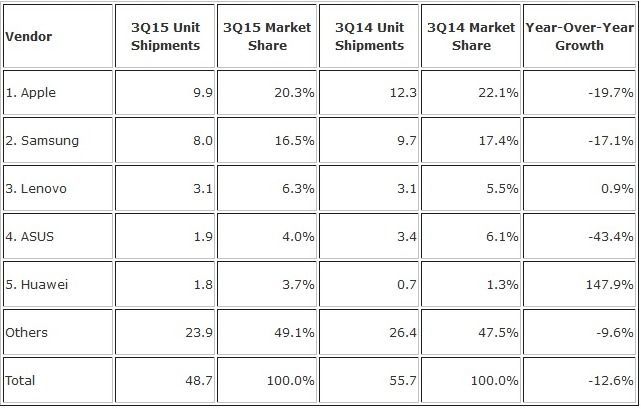 Vendor 3Q15 Unit Shipments 3Q15 Market Share 3Q14 Unit Shipments 3Q14 Market Share Year-Over-Year Growth
1. Apple 9.9 20.3% 12.3 22.1% -19.7%
2. Samsung 8.0 16.5% 9.7 17.4% -17.1%
3. Lenovo 3.1 6.3% 3.1 5.5% 0.9%
4. ASUS 1.9 4.0% 3.4 6.1% -43.4%
5. Huawei 1.8 3.7% 0.7 1.3% 147.9%
Others 23.9 49.1% 26.4 47.5% -9.6%
Total 48.7 100.0% 55.7 100.0% -12.6%